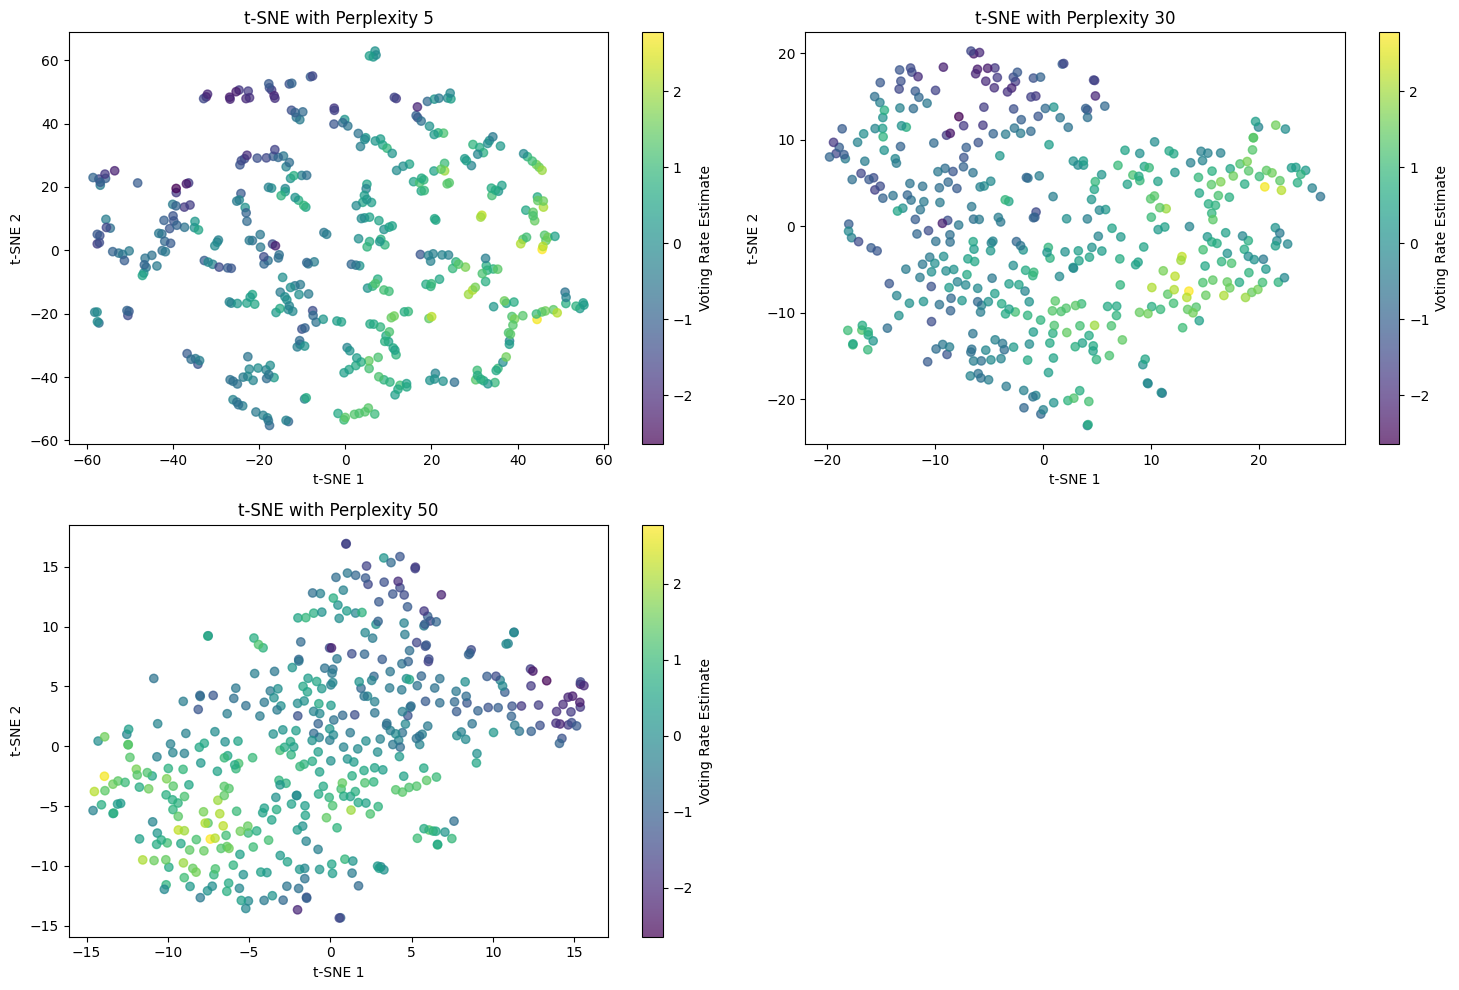 t-SNE with Perplexity 5
60
40
20
0
−20
−40
−60
t-SNE 2
−60 −40 −20 0 20 40 60
t-SNE 1
2
1
0
−1
−2
Voting Rate Estimate
t-SNE with Perplexity 30
20
10
0
−10
−20
t-SNE 2
−20 −10 0 10 20
t-SNE 1
2
1
0
−1
−2
Voting Rate Estimate
t-SNE with Perplexity 50
15
10
5
0
−5
−10
−15
t-SNE 2
−15 −10 −5 0 5 10 15
t-SNE 1
2
1
0
−1
−2
Voting Rate Estimate